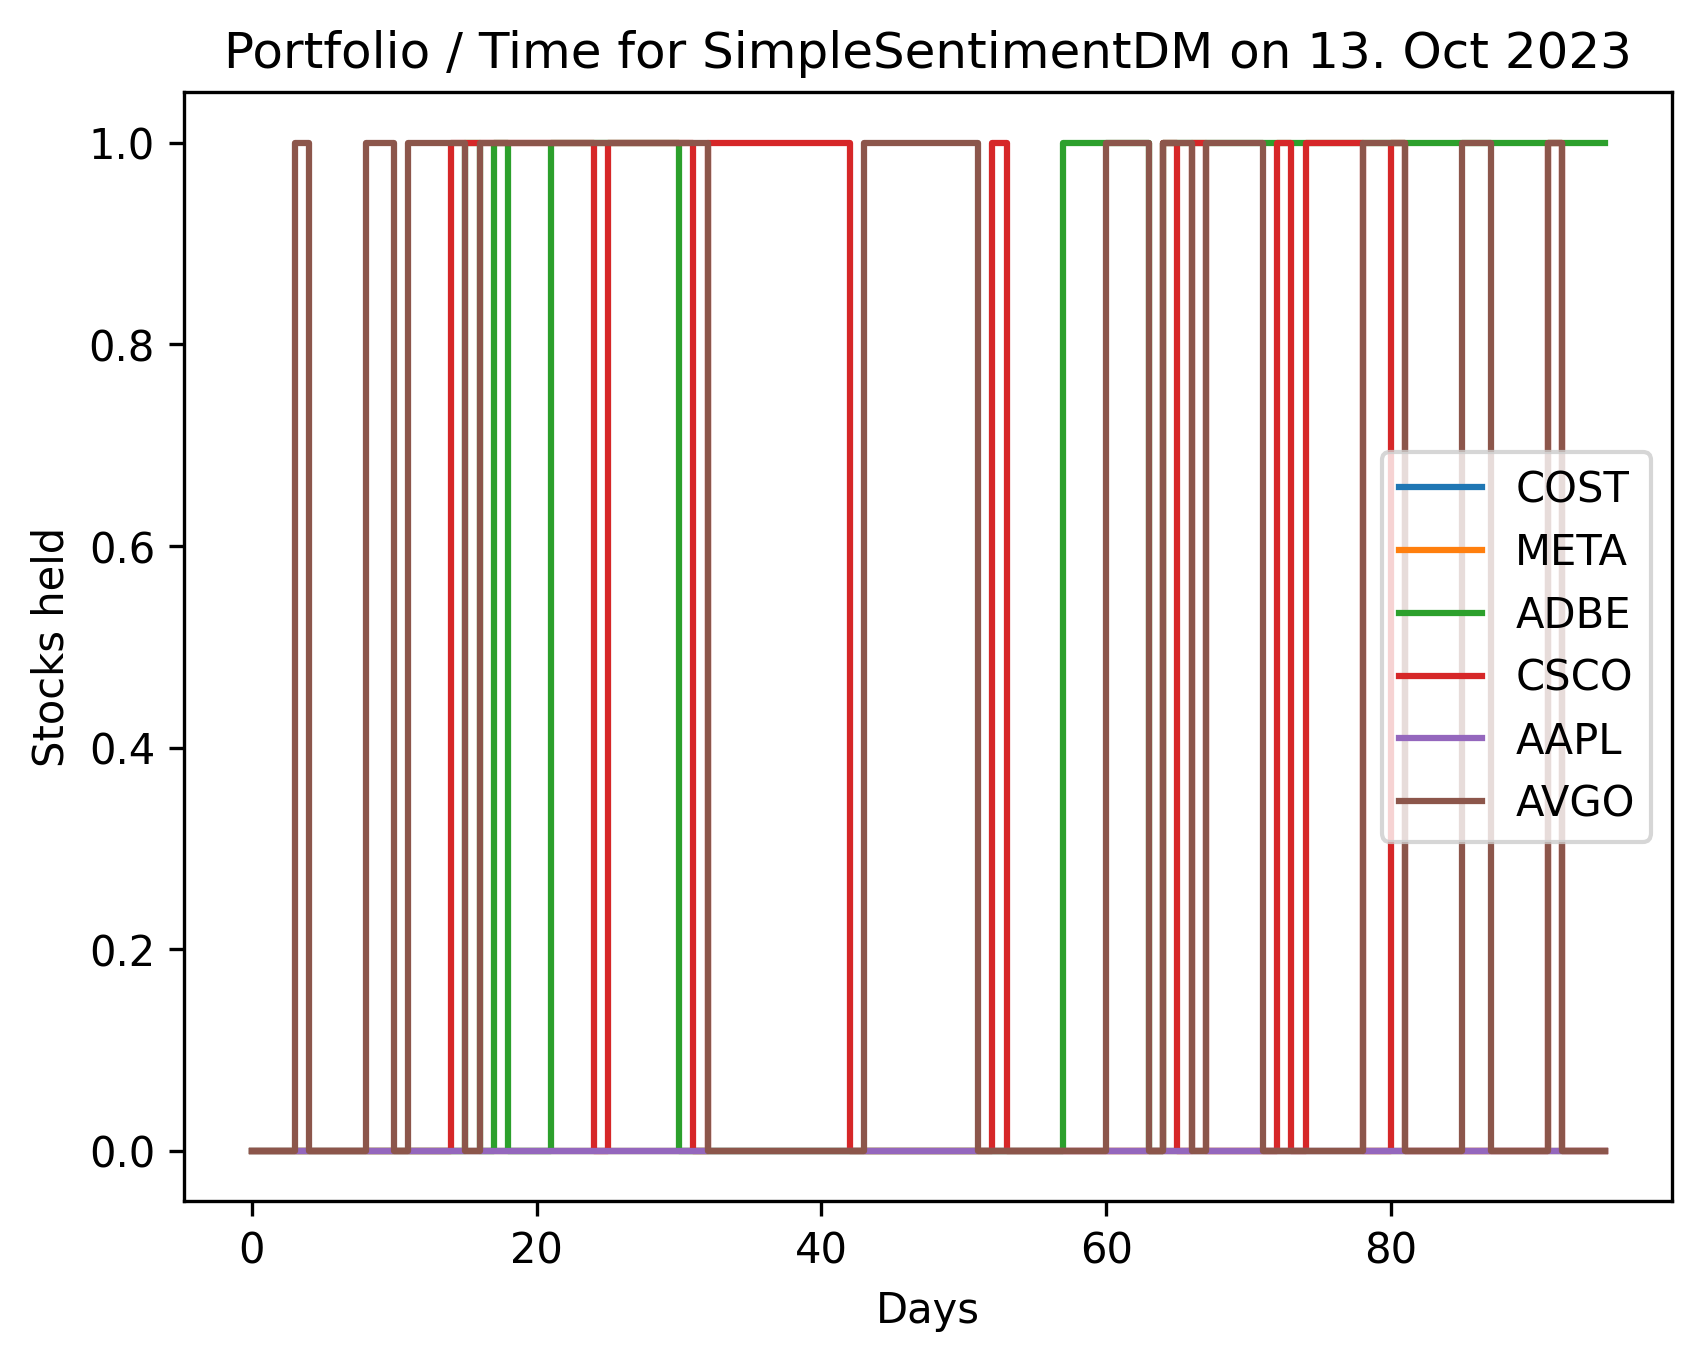 Portfolio / Time for SimpleSentimentDM on 13. Oct 2023
1.0
0.8
0.6
0.4
0.2
0.0
Stocks held
COST
META
ADBE
CSCO
AAPL
AVGO
0 20 40 60 80
Days